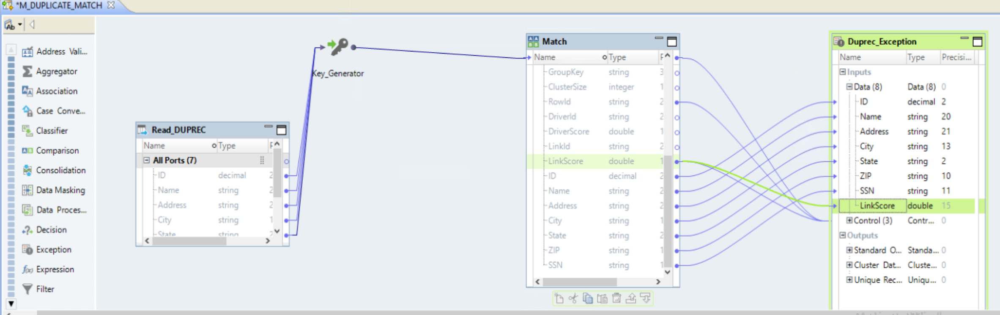 *M_DUPLICATE_MATCH
Ab
Address Vali...
Aggregator
Association
Case Conve...
Classifier
Comparison
Consolidation
Data Masking
Data Proces...
Decision
Exception
f(x) Expression
Filter
Read_DUPREC
Name Type
All Ports (7)
ID decimal 2
Name string 2
Address string 2
City string 1
State string 2
Key_Generator
Match
Name Type
GroupKey string 3
ClusterSize integer 1
RowId string 2
DriverId string 2
DriverScore double 1
LinkId string 2
LinkScore double 1
ID decimal 2
Name string 2
Address string 2
City string 1
State string 2
ZIP string 1
SSN string 1
Duprec_Exception
Name Type Precisi...
Inputs
Data (8) Data (8) 0
ID decimal 2
Name string 20
Address string 21
City string 13
State string 2
ZIP string 10
SSN string 11
LinkScore double 15
Control (3) Contr... 0
Outputs
Standard O... Standa... 0
Cluster Dat... Cluste... 0
Unique Rec... Uniqu... 0